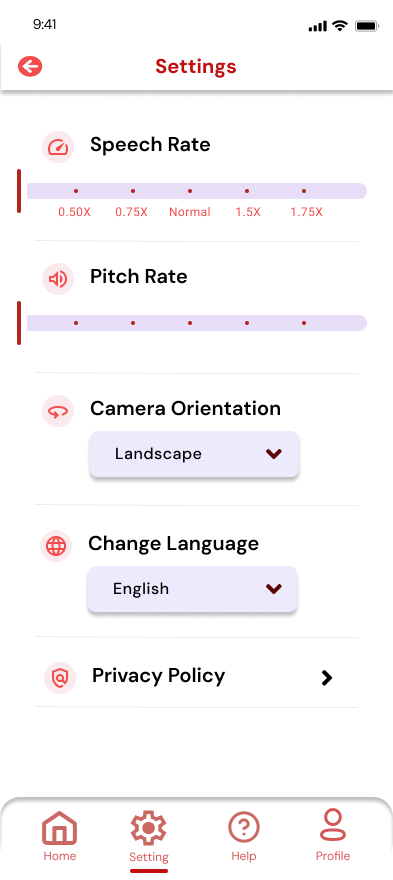 9:41
Settings
Speech Rate
0.50X 0.75X Normal 1.5X 1.75X
Pitch Rate
Camera Orientation
Landscape
Change Language
English
Privacy Policy
Home Setting Help Profile